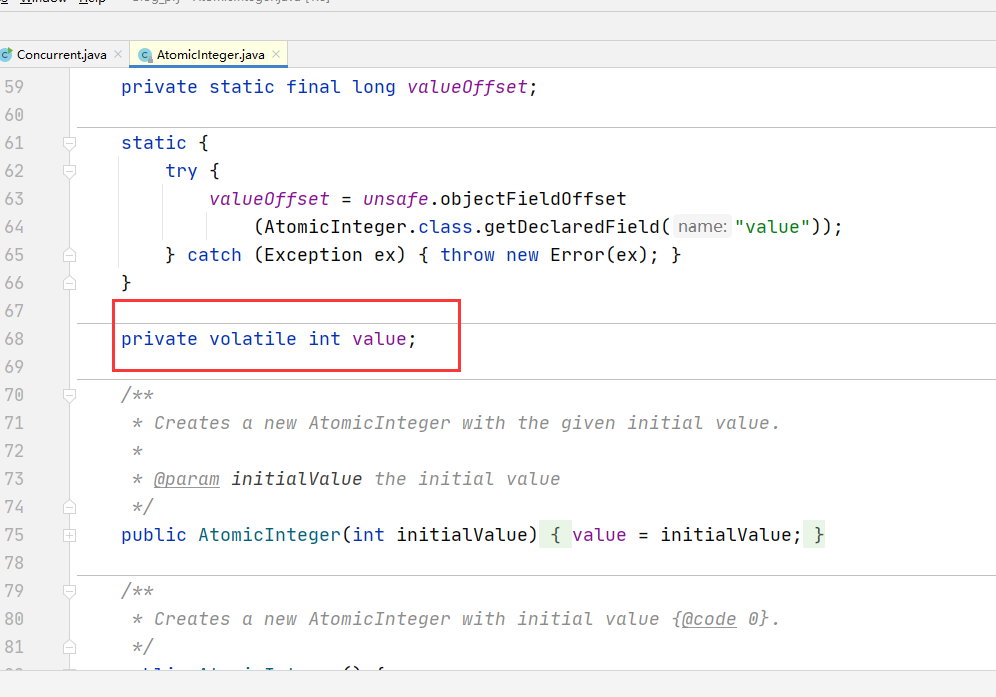 Window Help
Concurrent.java × AtomicInteger.java ×
59 private static final long valueOffset;
60
61 static {
62 try {
63 valueOffset = unsafe.objectFieldOffset
64 (AtomicInteger.class.getDeclaredField( name: "value"));
65 } catch (Exception ex) { throw new Error(ex); }
66 }
67
68 private volatile int value;
69
70 /**
71 * Creates a new AtomicInteger with the given initial value.
72 *
73 * @param initialValue the initial value
74 */
75 public AtomicInteger(int initialValue) { value = initialValue; }
78
79 /**
80 * Creates a new AtomicInteger with initial value {@code 0}.
81 */